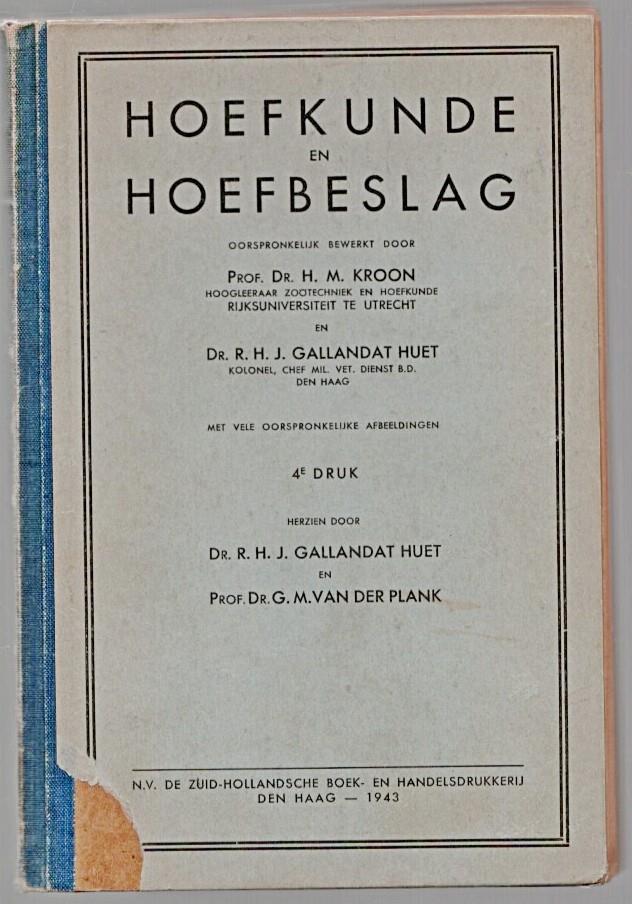 HOEFKUNDE
EN
HOEFBESLAG
OORSPRONKELIJK BEWERKT DOOR
PROF. DR. H. M. KROON
HOOGLEERAAR ZOÖTECHNIEK EN HOEFKUNDE
RIJKSUNIVERSITEIT TE UTRECHT
EN
DR. R. H. J. GALLANDAT HUET
KOLONEL, CHEF MIL. VET. DIENST B.D.
DEN HAAG
MET VELE OORSPRONKELIJKE AFBEELDINGEN
4E DRUK
HERZIEN DOOR
DR. R. H. J. GALLANDAT HUET
EN
PROF. DR. G. M. VAN DER PLANK
N.V. DE ZUID-HOLLANDSCHE BOEK- EN HANDELSDRUKKERIJ
DEN HAAG — 1943